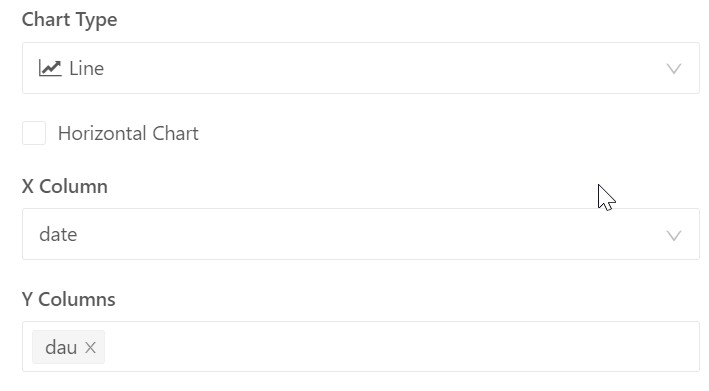 Chart Type
Line
Horizontal Chart
X Column
date
Y Columns
dau